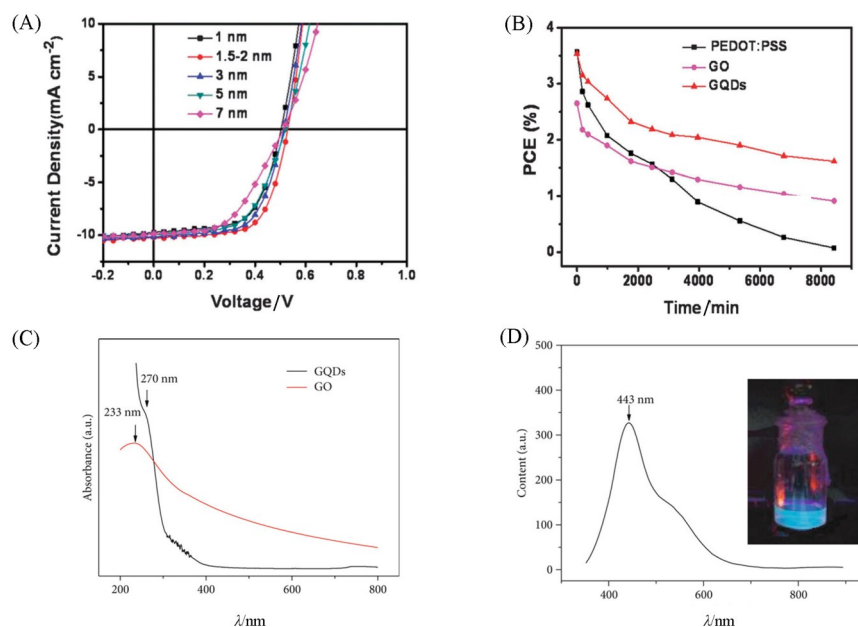 (A)
10
5
0
-5
-10
Current Density(mA cm-2)
1 nm
1.5-2 nm
3 nm
5 nm
7 nm
-0.2 0.0 0.2 0.4 0.6 0.8 1.0
Voltage/V
(B)
4
3
2
1
0
PCE (%)
PEDOT:PSS
GO
GQDs
0 2000 4000 6000 8000
Time/min
(C)
Absorbance (a.u.)
270 nm
233 nm
GQDs
GO
200 400 600 800
λ/nm
(D)
500
400
300
200
100
0
Content (a.u.)
443 nm
400 600 800
λ/nm